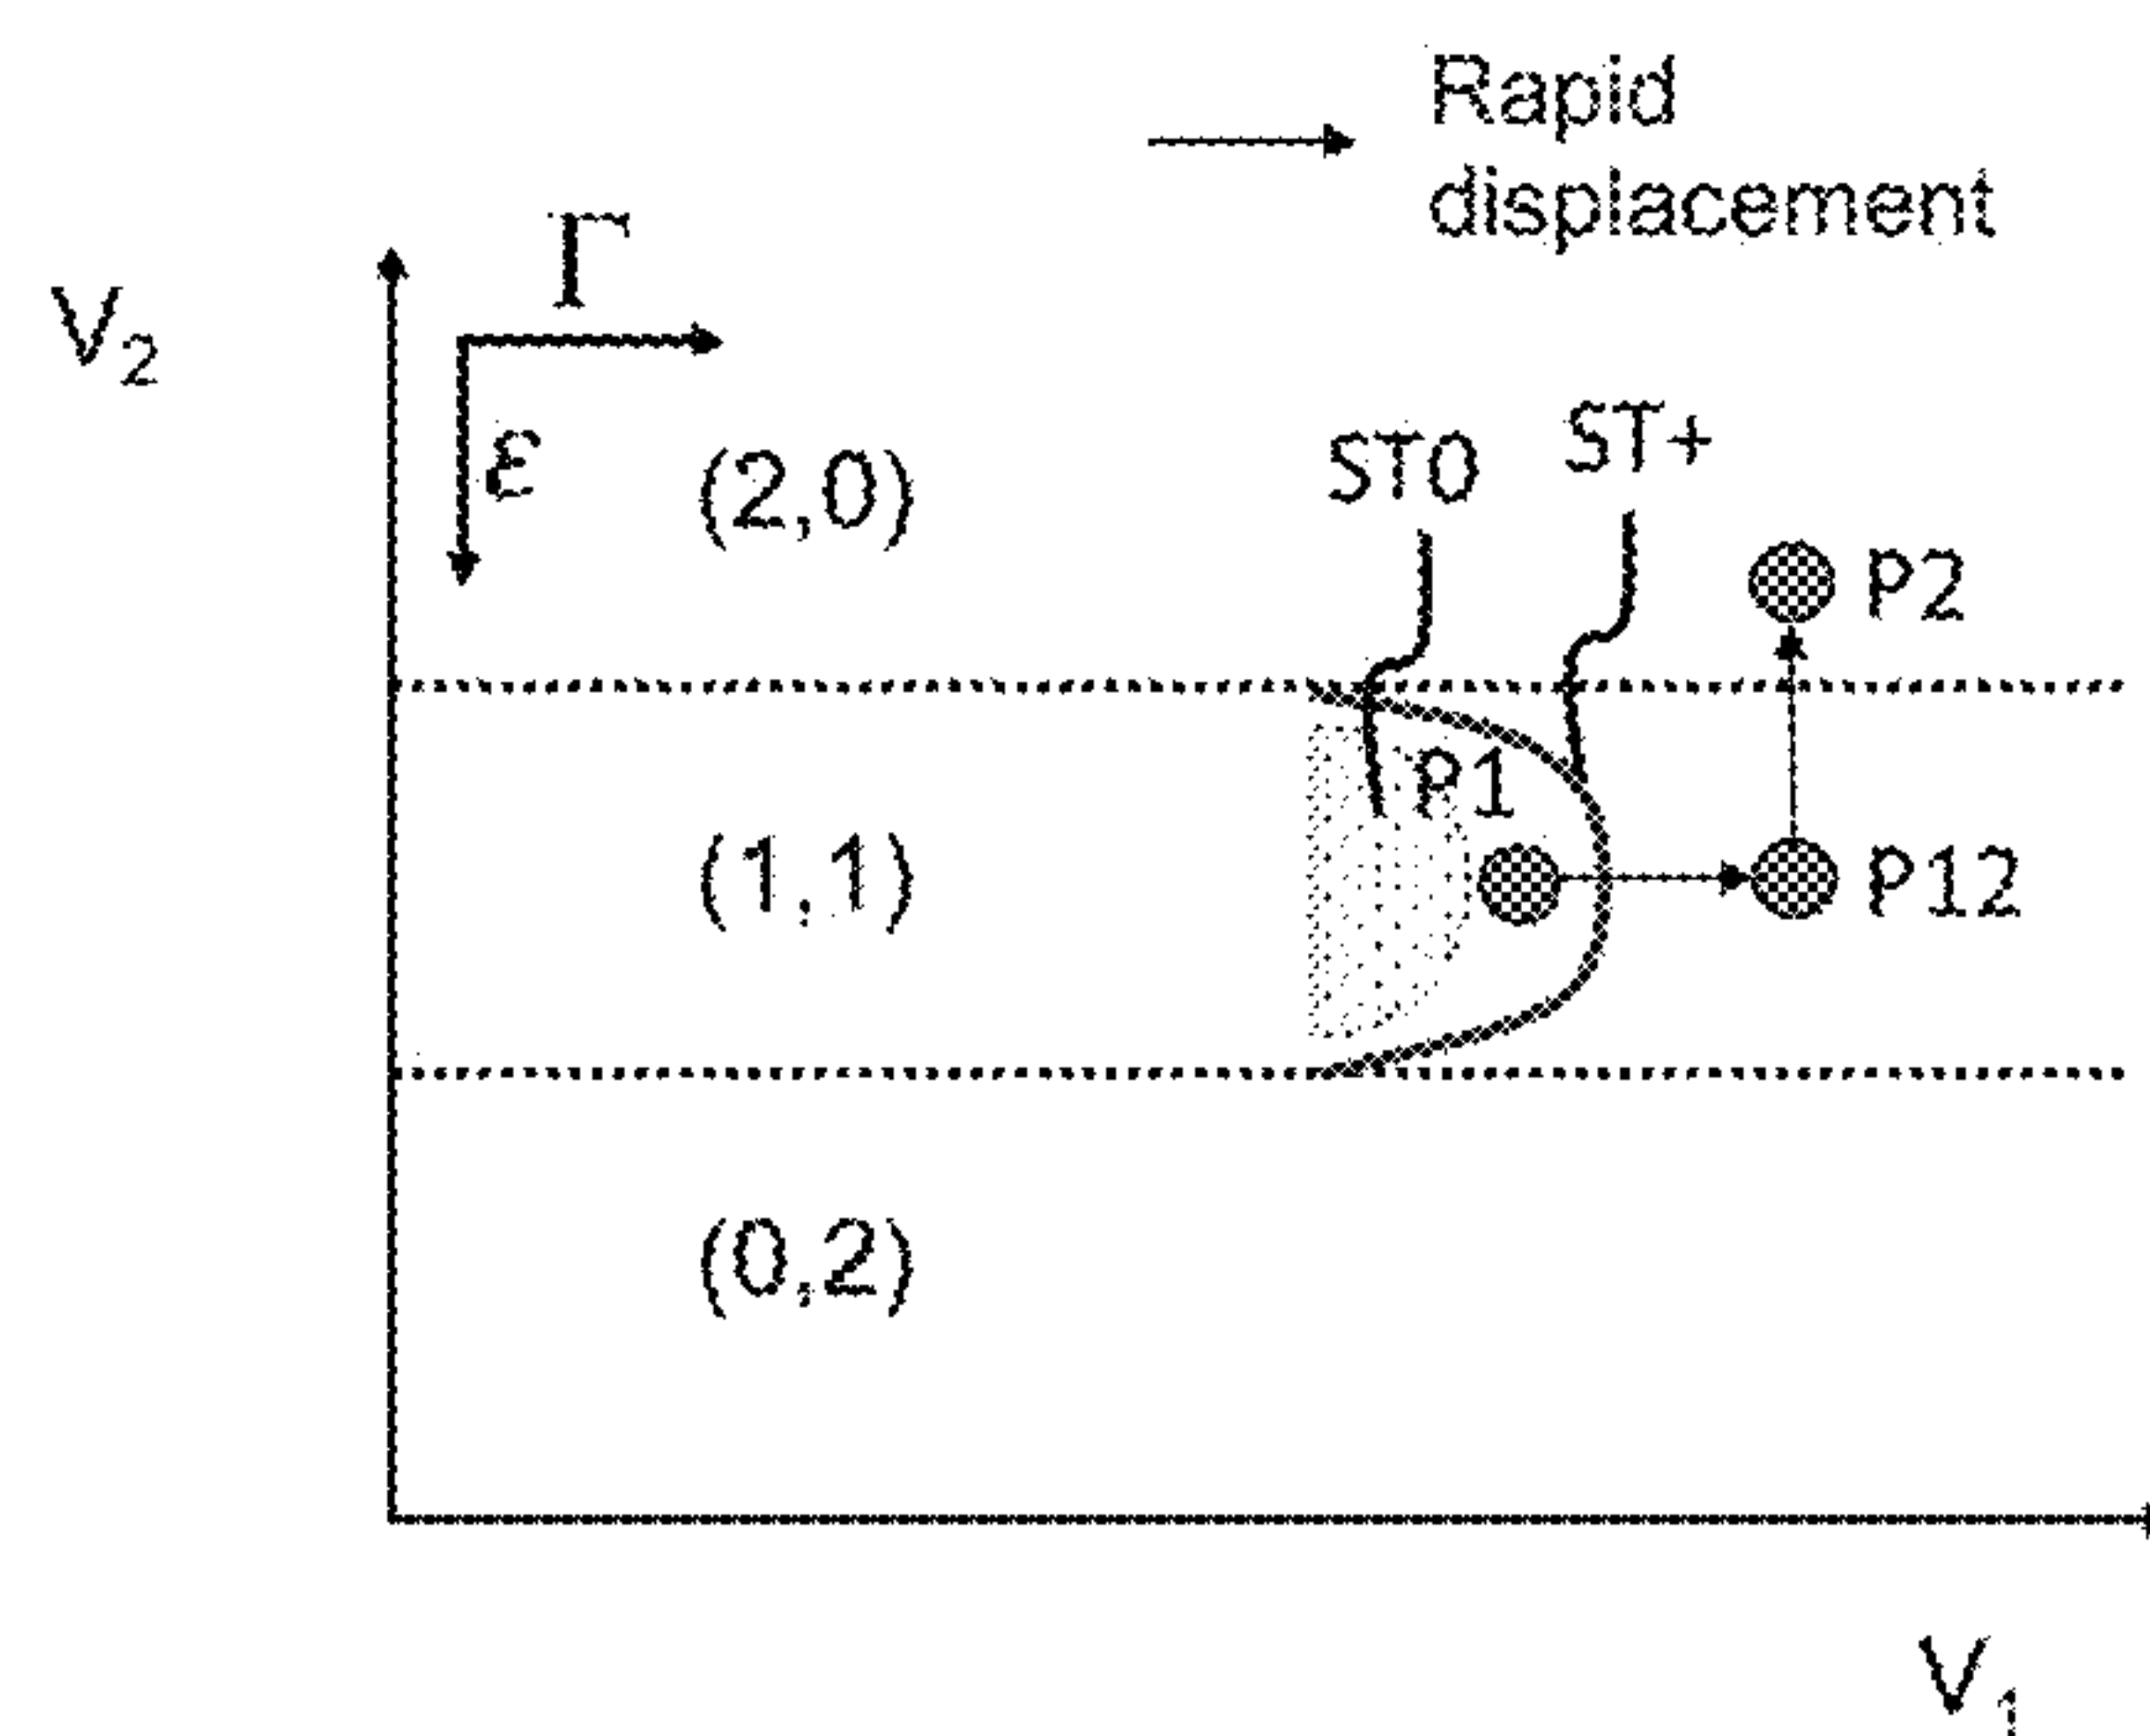 Rapid
displacement
Γ
V₂
ε
(2,0)
ST0
ST+
P2
P1
(1,1)
P12
(0,2)
V₁